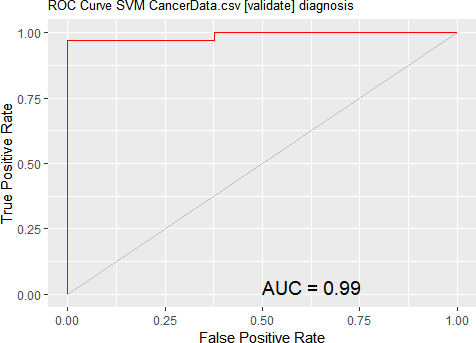 ROC Curve SVM CancerData.csv [validate] diagnosis
True Positive Rate
1.00
0.75
0.50
0.25
0.00
AUC = 0.99
0.00 0.25 0.50 0.75 1.00
False Positive Rate